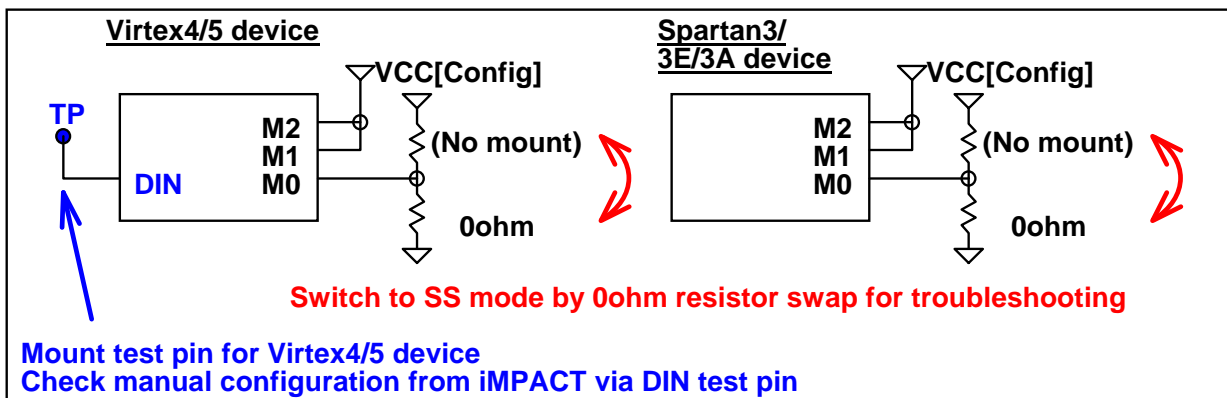 Virtex4/5 device
TP
DIN
M2
M1
M0
VCC[Config]
(No mount)
0ohm
Spartan3/
3E/3A device
M2
M1
M0
VCC[Config]
(No mount)
0ohm
Switch to SS mode by 0ohm resistor swap for troubleshooting
Mount test pin for Virtex4/5 device
Check manual configuration from iMPACT via DIN test pin